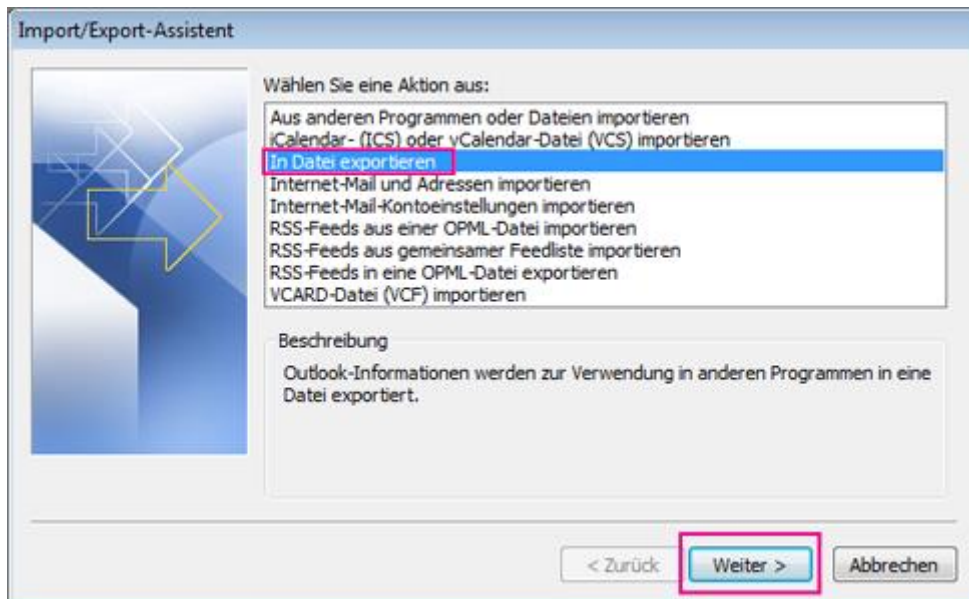 Import/Export-Assistent
Wählen Sie eine Aktion aus:
Aus anderen Programmen oder Dateien importieren
iCalendar- (ICS) oder vCalendar-Datei (VCS) importieren
In Datei exportieren
Internet-Mail und Adressen importieren
Internet-Mail-Kontoeinstellungen importieren
RSS-Feeds aus einer OPML-Datei importieren
RSS-Feeds aus gemeinsamer Feedliste importieren
RSS-Feeds in eine OPML-Datei exportieren
VCARD-Datei (VCF) importieren
Beschreibung
Outlook-Informationen werden zur Verwendung in anderen Programmen in eine
Datei exportiert.
< Zurück
Weiter >
Abbrechen